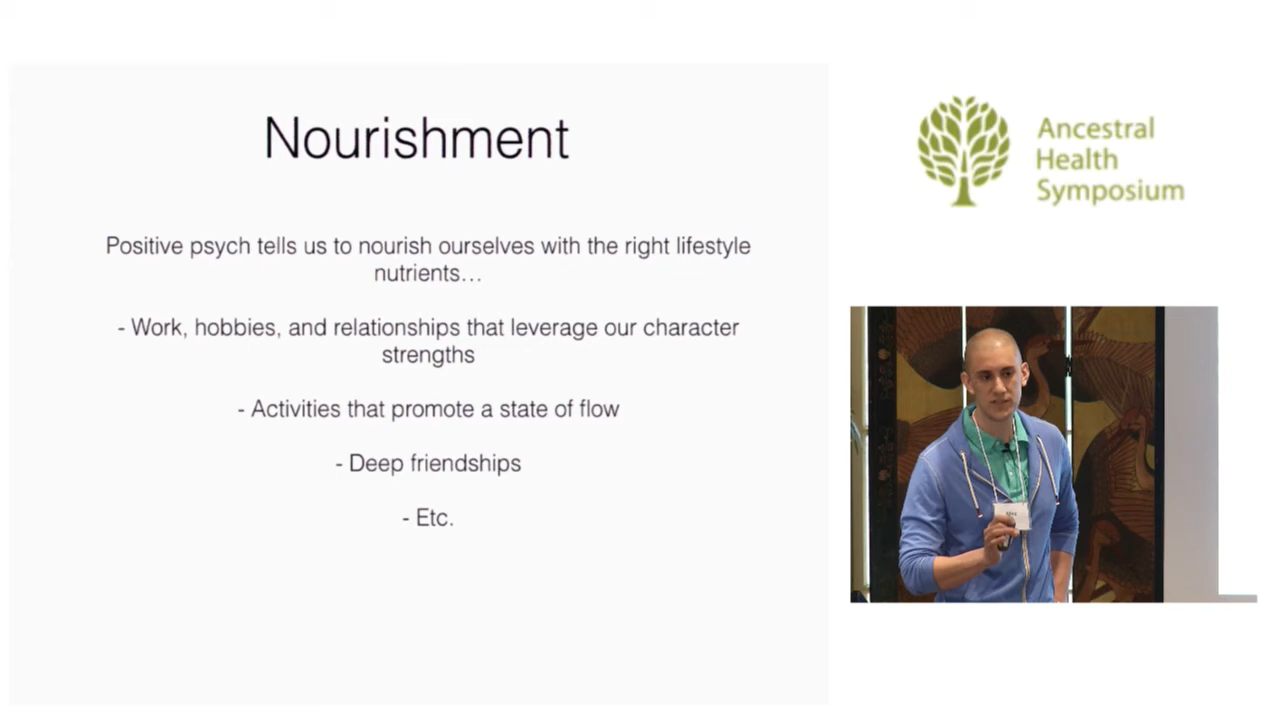 Nourishment
Positive psych tells us to nourish ourselves with the right lifestyle
nutrients...
- Work, hobbies, and relationships that leverage our character
strengths
- Activities that promote a state of flow
- Deep friendships
- Etc.
Ancestral
Health
Symposium